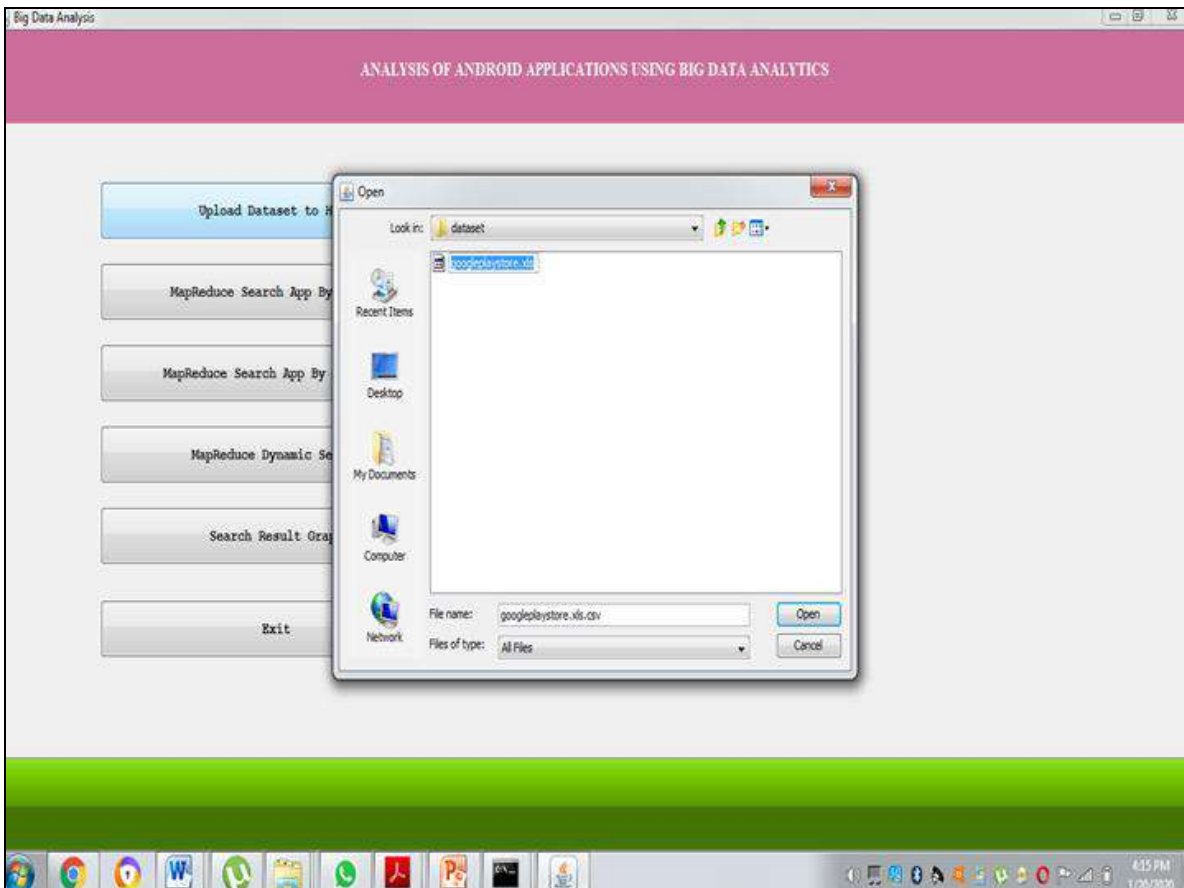 Big Data Analysis
ANALYSIS OF ANDROID APPLICATIONS USING BIG DATA ANALYTICS
Upload Dataset to H
MapReduce Search App By
MapReduce Search App By
MapReduce Dynamic Se
Search Result Grap
Exit
Open
Look in: dataset
googleplaystore.xls
Recent Items
Desktop
My Documents
Computer
Network
File name: googleplaystore.xls.csv
Open
Files of type: All Files
Cancel
4:15 PM